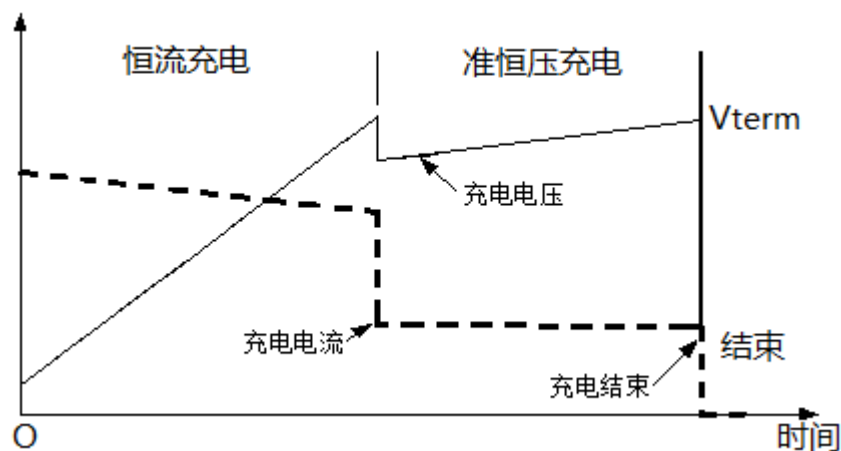 恒流充电
准恒压充电
Vterm
充电电压
充电电流
结束
充电结束
O
时间